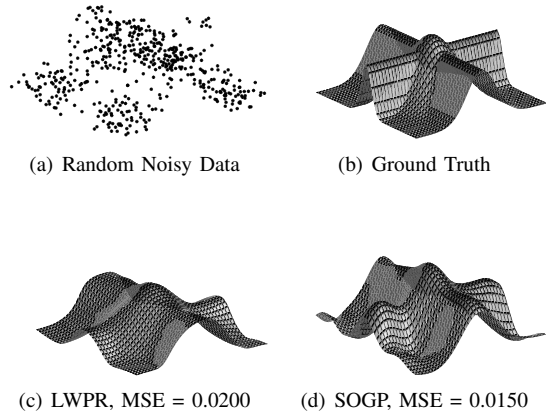 (a) Random Noisy Data
(b) Ground Truth
(c) LWPR, MSE = 0.0200
(d) SOGP, MSE = 0.0150